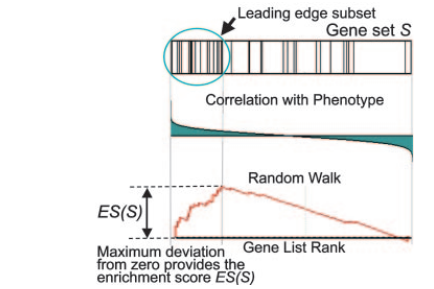 Leading edge subset
Gene set S
Correlation with Phenotype
Random Walk
ES(S)
Gene List Rank
Maximum deviation
from zero provides the
enrichment score ES(S)